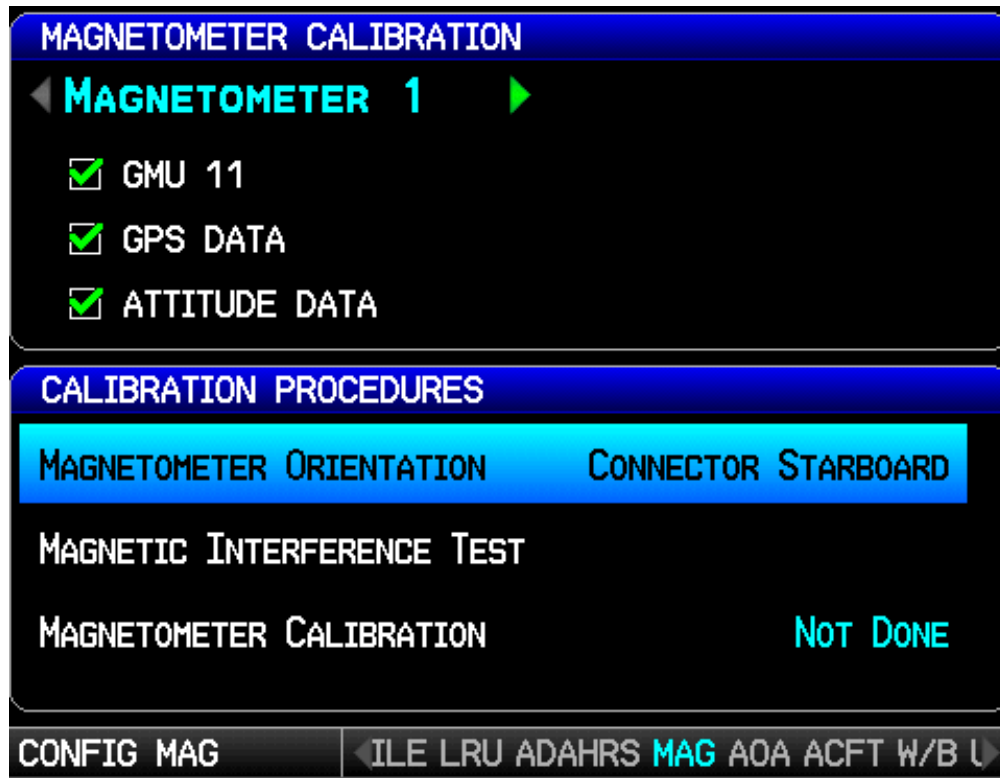 MAGNETOMETER CALIBRATION
MAGNETOMETER 1
GMU 11
GPS DATA
ATTITUDE DATA
CALIBRATION PROCEDURES
MAGNETOMETER ORIENTATION CONNECTOR STARBOARD
MAGNETIC INTERFERENCE TEST
MAGNETOMETER CALIBRATION NOT DONE
CONFIG MAG ILE LRU ADAHRS MAG AOA ACFT W/B